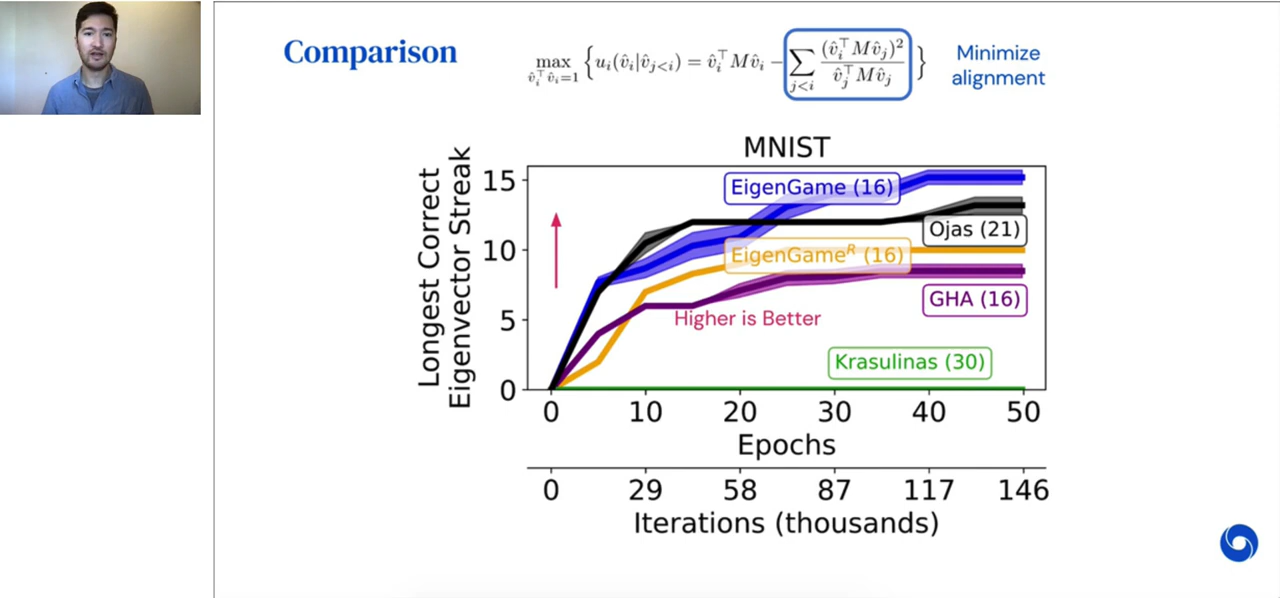 Comparison
max {u_i(v̂_i|v̂_{j<i}) = v̂_i^⊤ M v̂_i − ∑ (v̂_i^⊤ M v̂_j)^2 / v̂_j^⊤ M v̂_j }
v̂_i^⊤ v̂_i=1
j<i
Minimize
alignment
MNIST
Longest Correct
Eigenvector Streak
15
10
5
0
EigenGame (16)
Ojas (21)
EigenGame^R (16)
GHA (16)
Higher is Better
Krasulinas (30)
0 10 20 30 40 50
Epochs
0 29 58 87 117 146
Iterations (thousands)